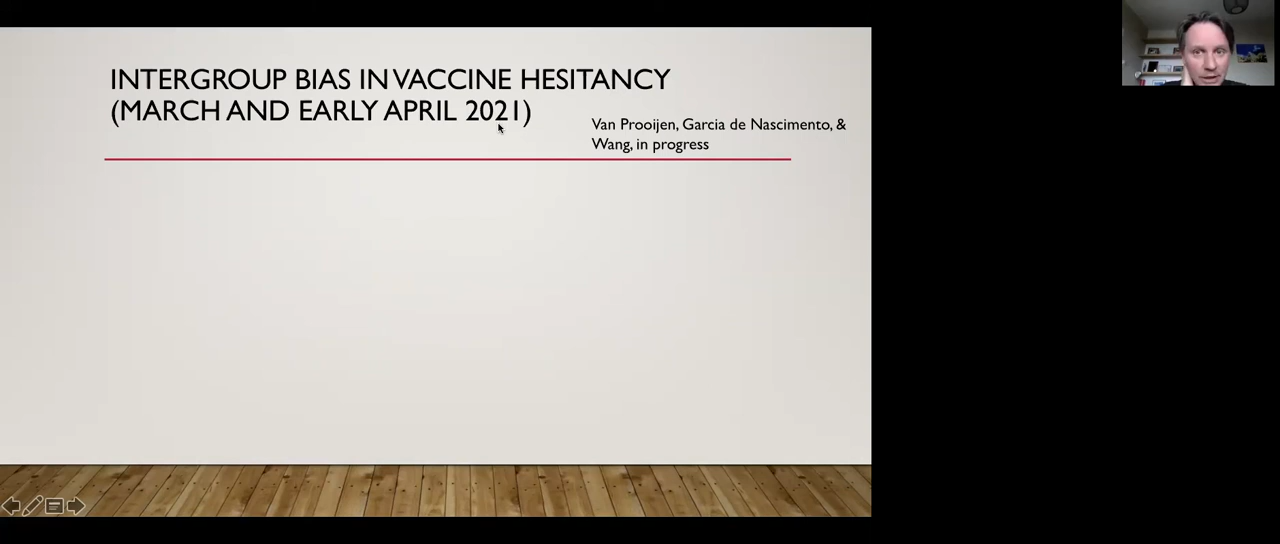 INTERGROUP BIAS IN VACCINE HESITANCY
(MARCH AND EARLY APRIL 2021)
Van Prooijen, Garcia de Nascimento, &
Wang, in progress